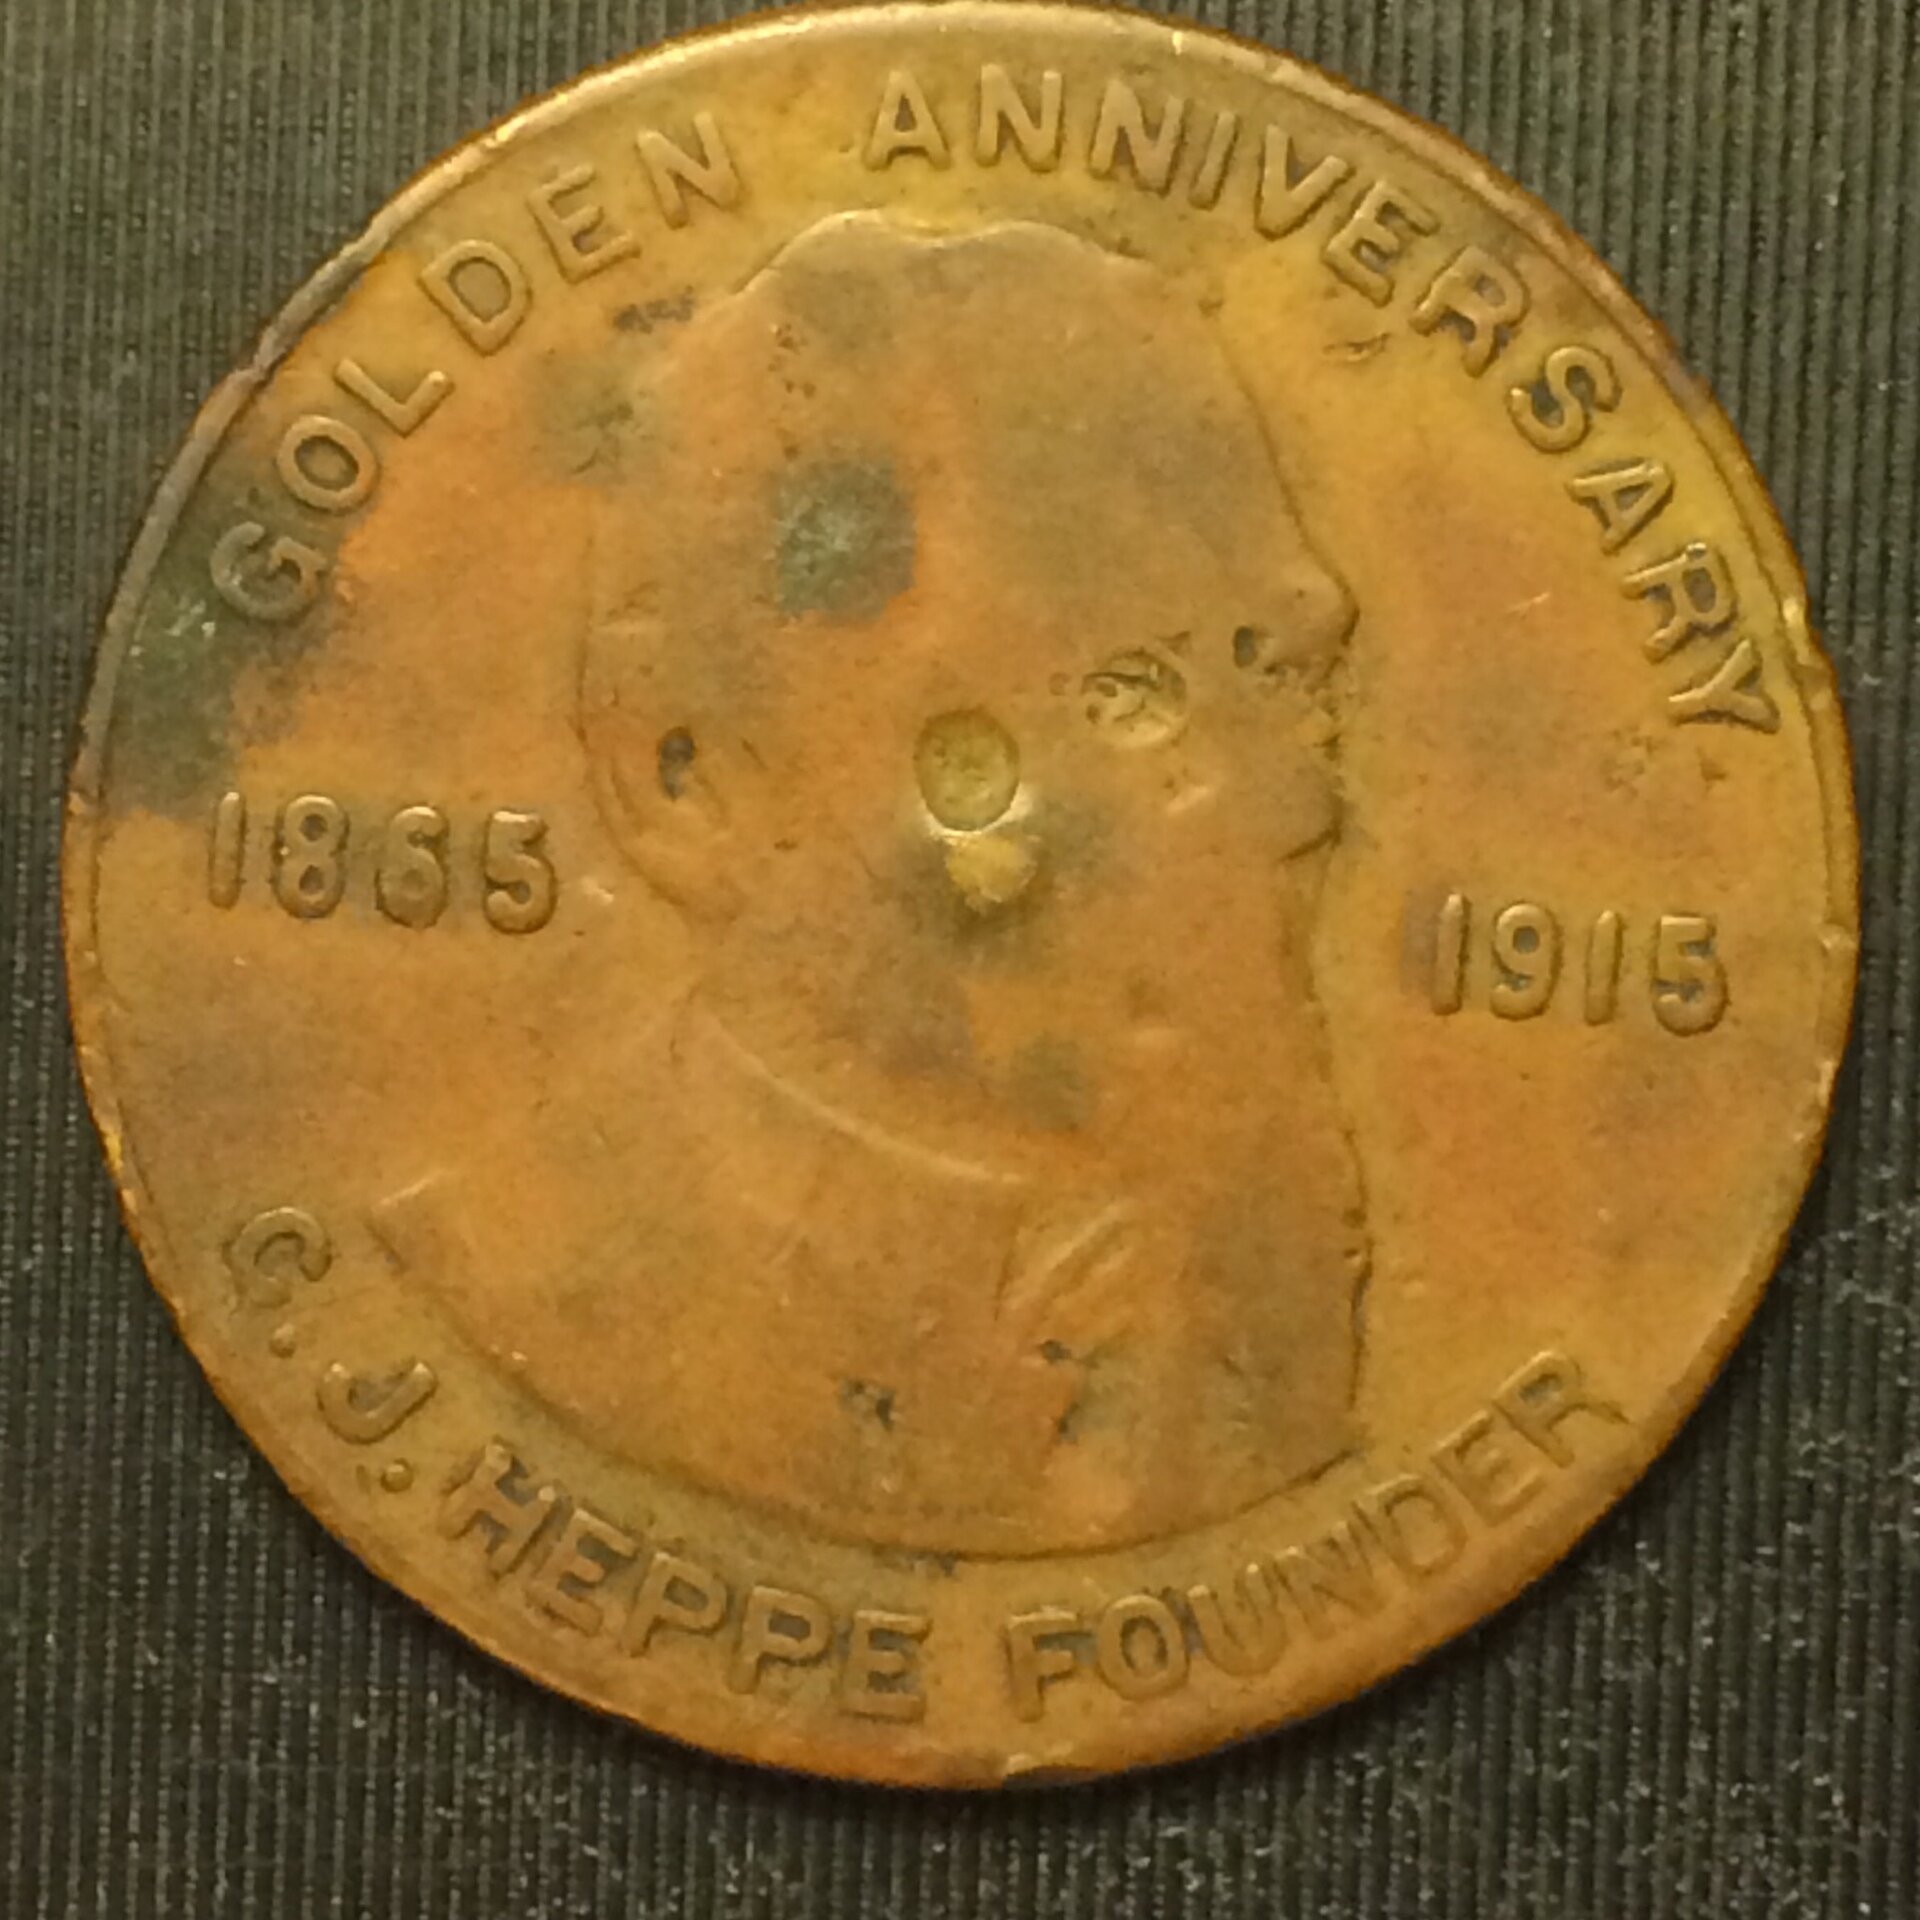 GOLDEN ANNIVERSARY
1865 1915
C. J. HEPPE FOUNDER